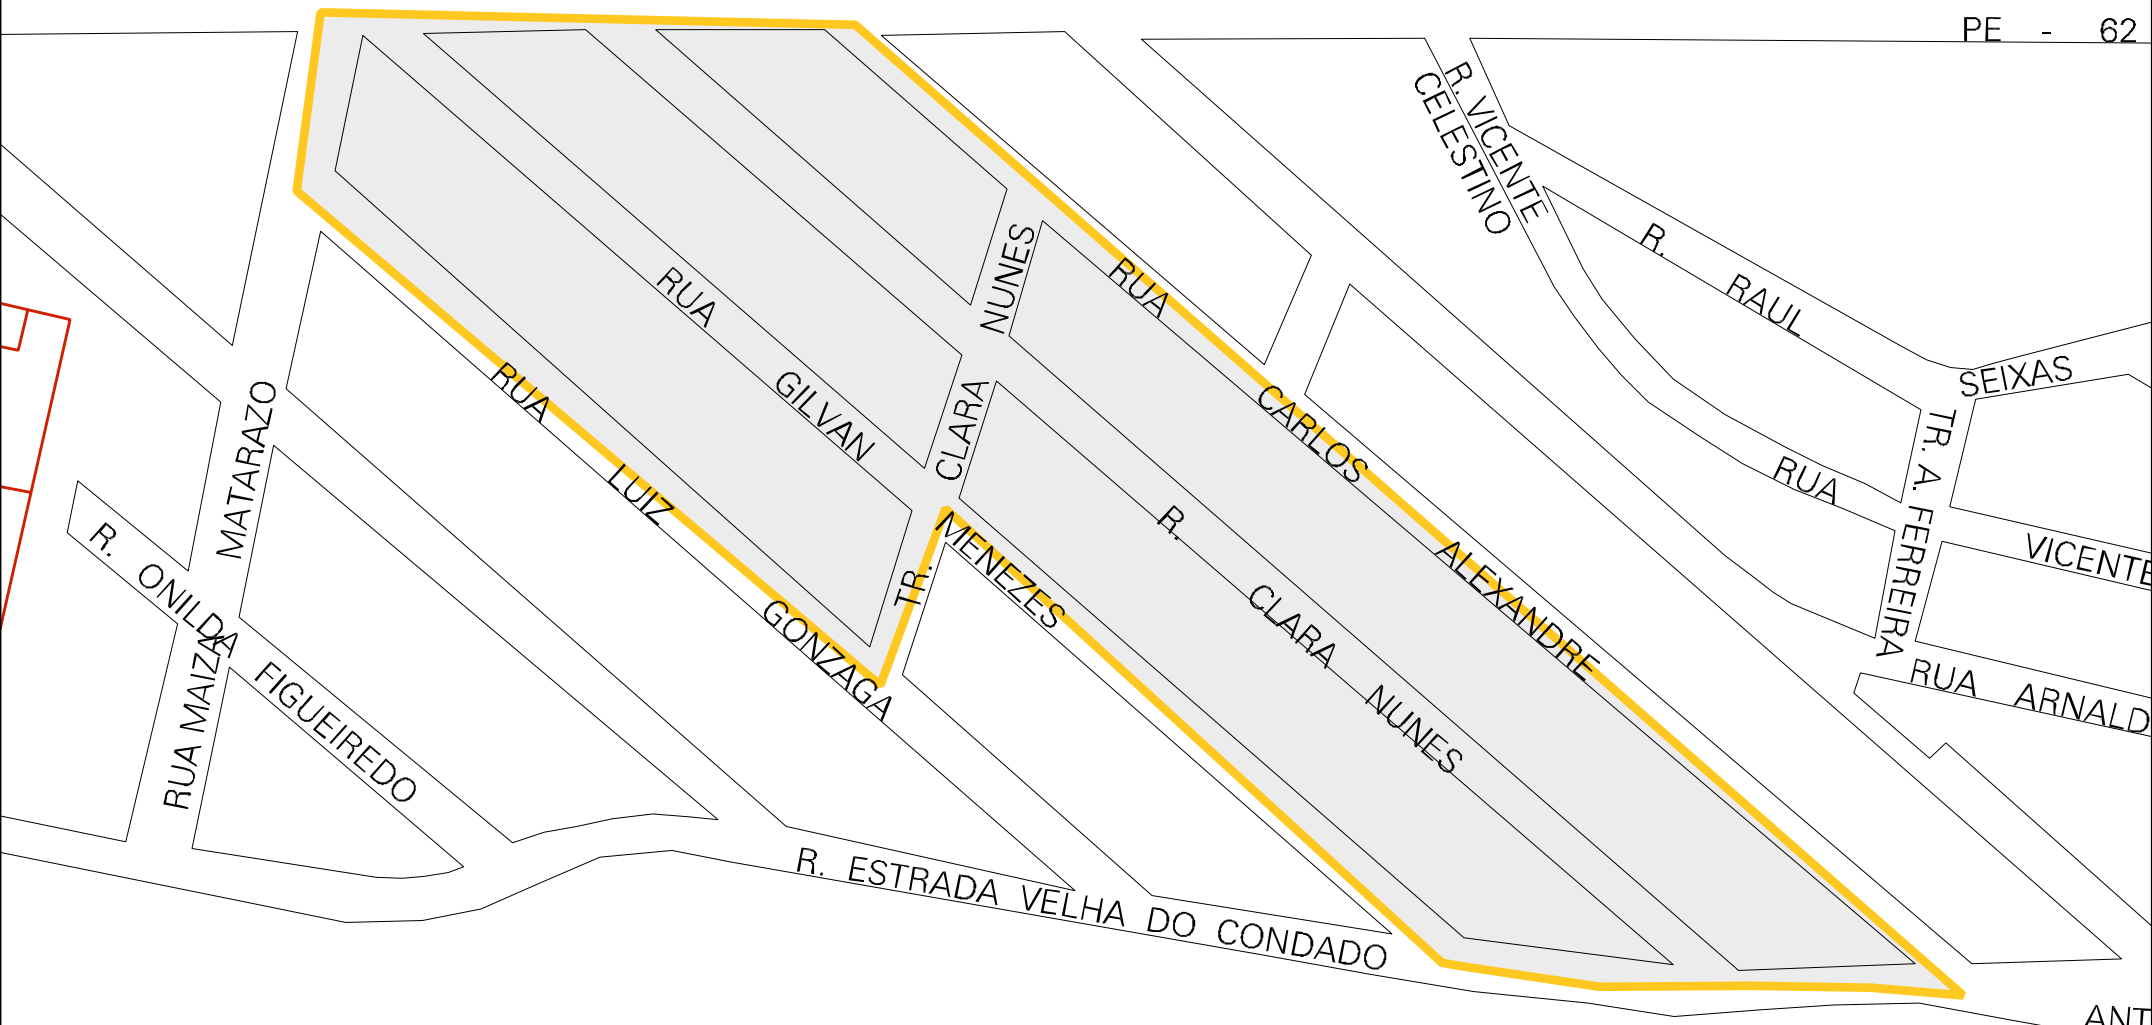 PE - 62
R. VICENTE
CELESTINO
R. RAUL SEIXAS
RUA CARLOS ALEXANDRE
TR. CLARA NUNES
RUA GILVAN MENEZES
RUA LUIZ GONZAGA
RUA MAIZA MATARAZO
R. ONILDA FIGUEIREDO
R. CLARA NUNES
TR. A. FERREIRA
RUA VICENTE
RUA ARNALD
R. ESTRADA VELHA DO CONDADO
ANT